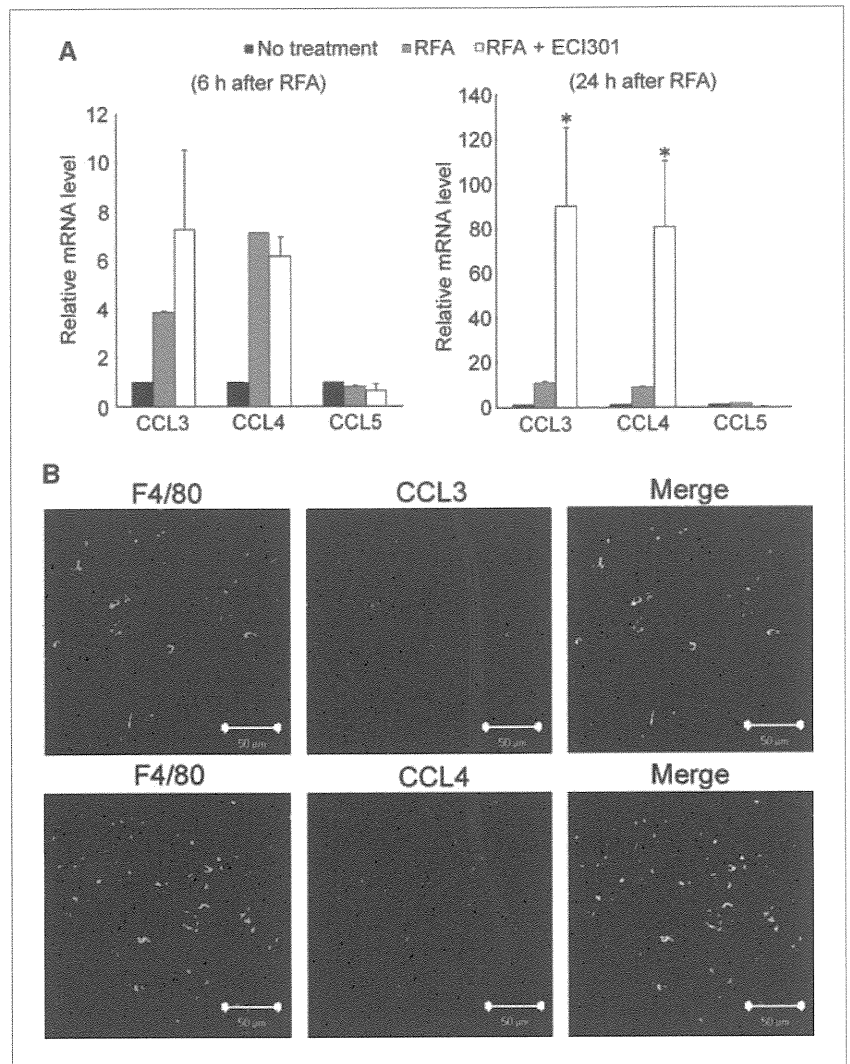 A
■ No treatment ■ RFA □ RFA + ECI301
(6 h after RFA)
(24 h after RFA)
Relative mRNA level
12
10
8
6
4
2
0
CCL3 CCL4 CCL5
Relative mRNA level
140
120
100
80
60
40
20
0
* *
CCL3 CCL4 CCL5
B
F4/80 CCL3 Merge
50 μm 50 μm 50 μm
F4/80 CCL4 Merge
50 μm 50 μm 50 μm